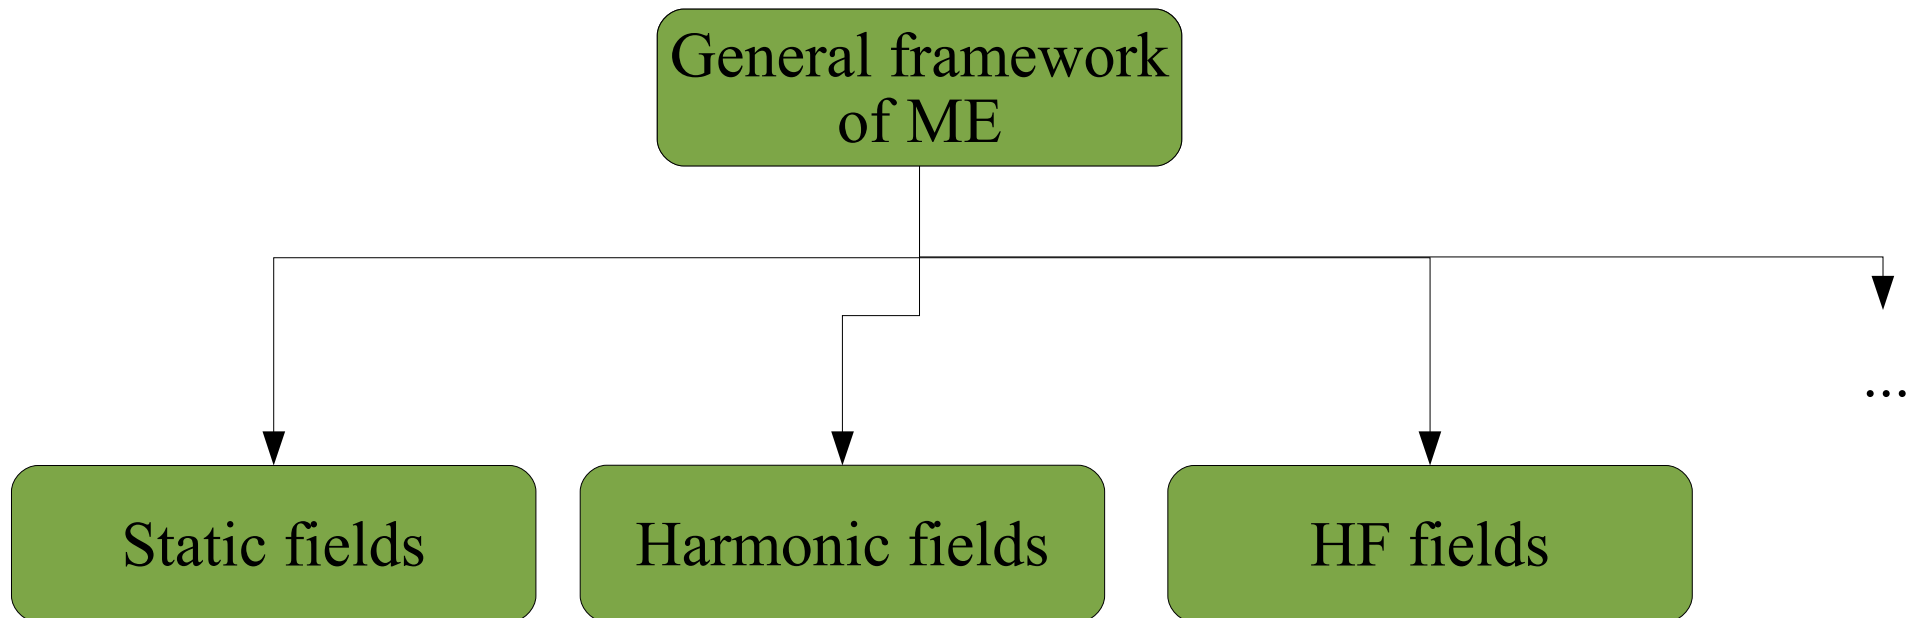 General framework
of ME
...
Static fields
Harmonic fields
HF fields